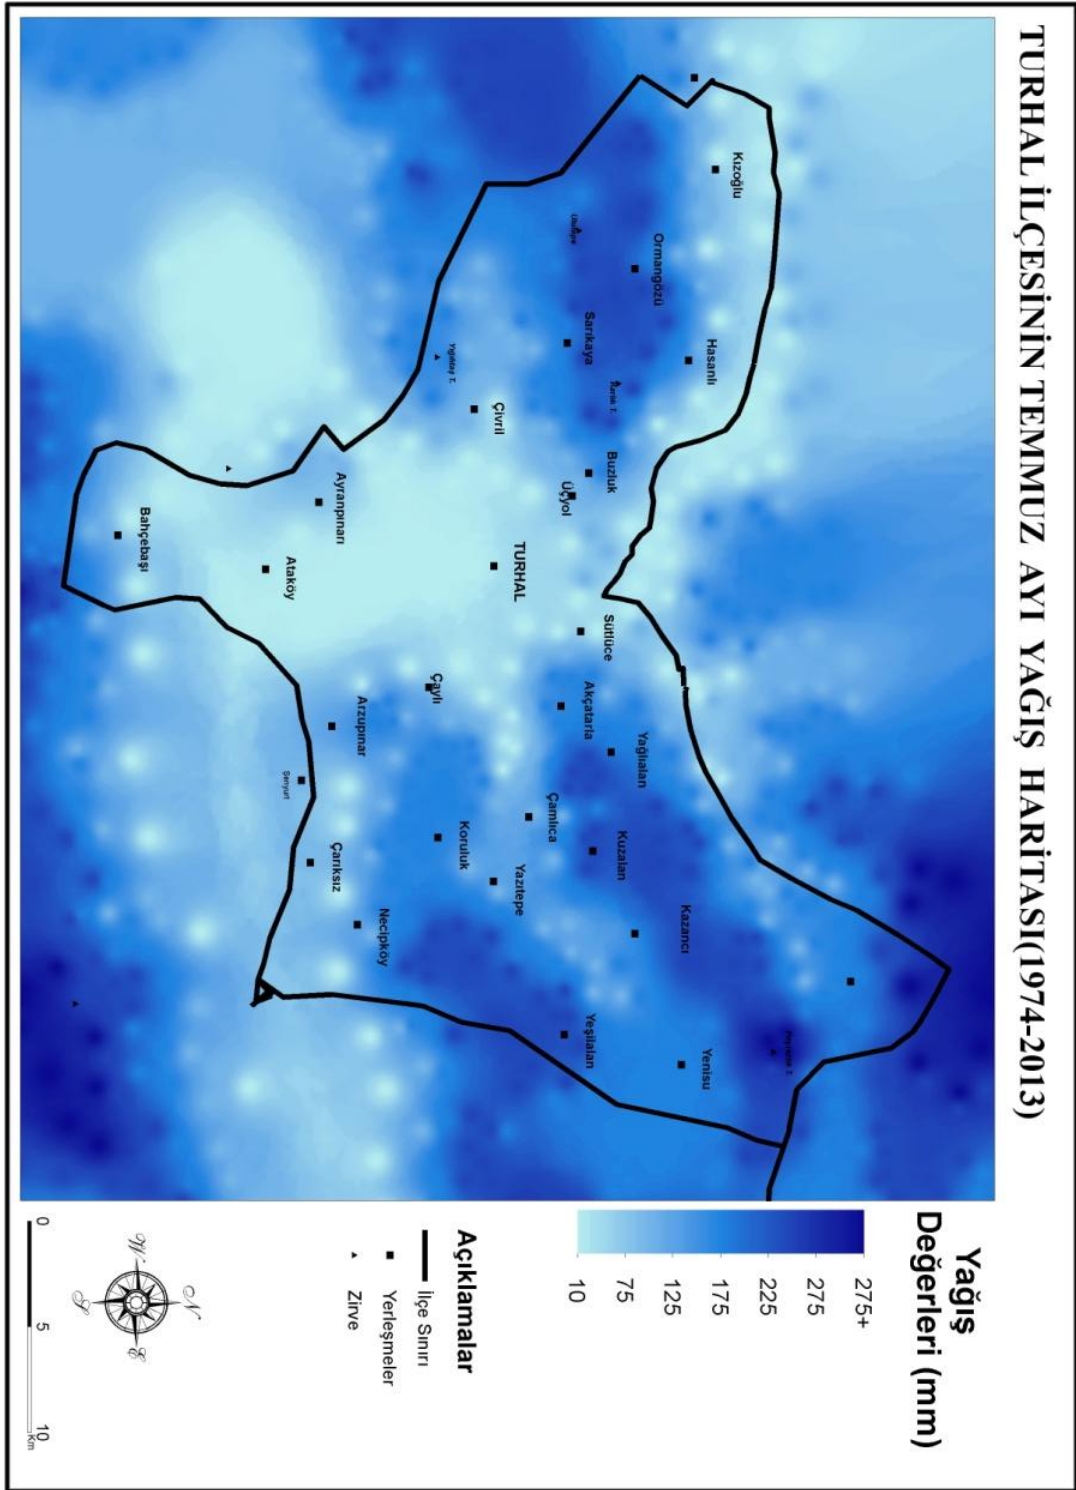 TURHAL İLÇESİNİN TEMMUZ AYI YAĞIŞ HARİTASI(1974-2013)
Kızoğlu
Ormangözü
Hasanlı
Sarıkaya
Yığıldaş T.
Çivril
Buzluk
Üçyol
Ayranpınarı
TURHAL
Bahçebaşı
Ataköy
Sütlüce
Akçatarla
Çaylı
Yağlıalan
Arzupınar
Şenyurt
Çamlıca
Kuzalan
Koruluk
Çarıksız
Yazıtepe
Kazancı
Necipköy
Yeşilalan
Yenisu
Yağış
Değerleri (mm)
275+
275
225
175
125
75
10
Açıklamalar
İlçe Sınırı
Yerleşmeler
Zirve
N
W
E
S
0
5
10
Km